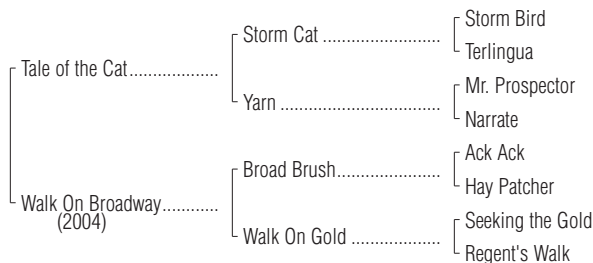 Storm Bird
Storm Cat ........................
Terlingua
Tale of the Cat..................
Mr. Prospector
Yarn .................................
Narrate
Ack Ack
Broad Brush.....................
Hay Patcher
Walk On Broadway............
(2004)
Seeking the Gold
Walk On Gold ..................
Regent's Walk